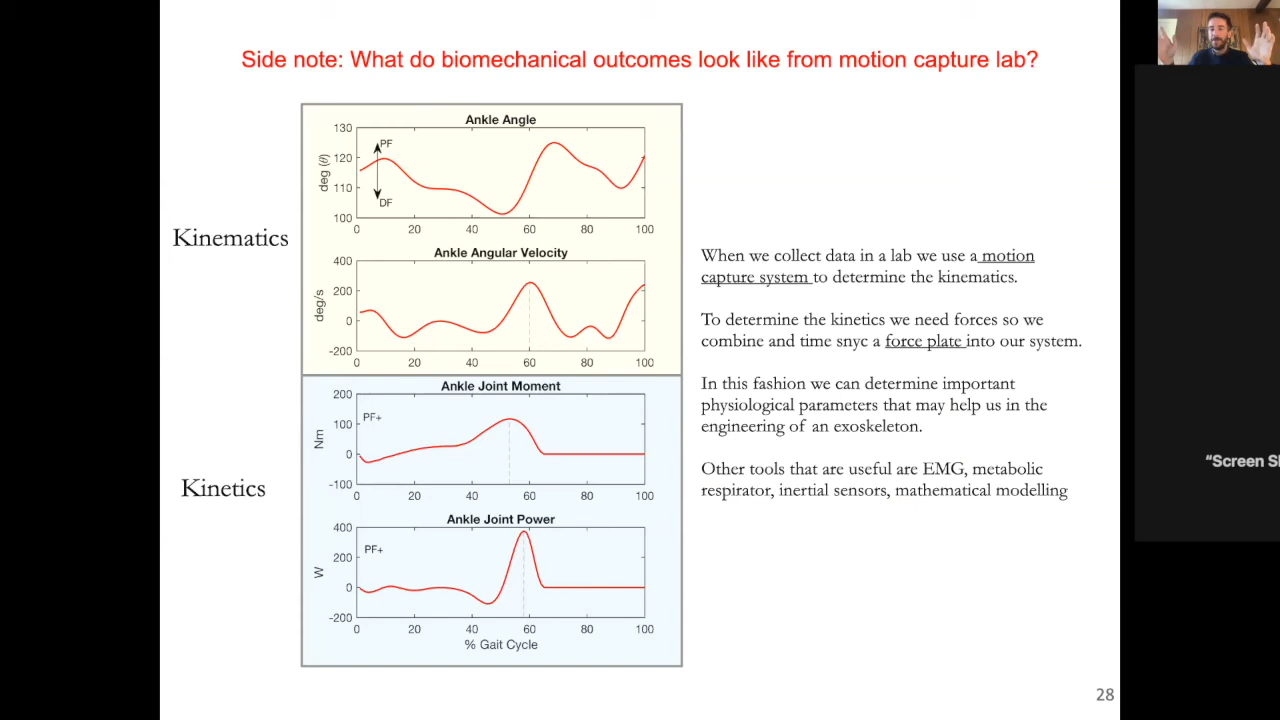 Side note: What do biomechanical outcomes look like from motion capture lab?
Kinematics
Ankle Angle
deg (θ)
130
120
110
100
PF
DF
0 20 40 60 80 100
Ankle Angular Velocity
deg/s
400
200
0
-200
0 20 40 60 80 100
Kinetics
Ankle Joint Moment
Nm
200
100
0
-100
PF+
0 20 40 60 80 100
Ankle Joint Power
W
400
200
0
-200
PF+
0 20 40 60 80 100
% Gait Cycle
When we collect data in a lab we use a motion
capture system to determine the kinematics.
To determine the kinetics we need forces so we
combine and time snyc a force plate into our system.
In this fashion we can determine important
physiological parameters that may help us in the
engineering of an exoskeleton.
Other tools that are useful are EMG, metabolic
respirator, inertial sensors, mathematical modelling
"Screen
28